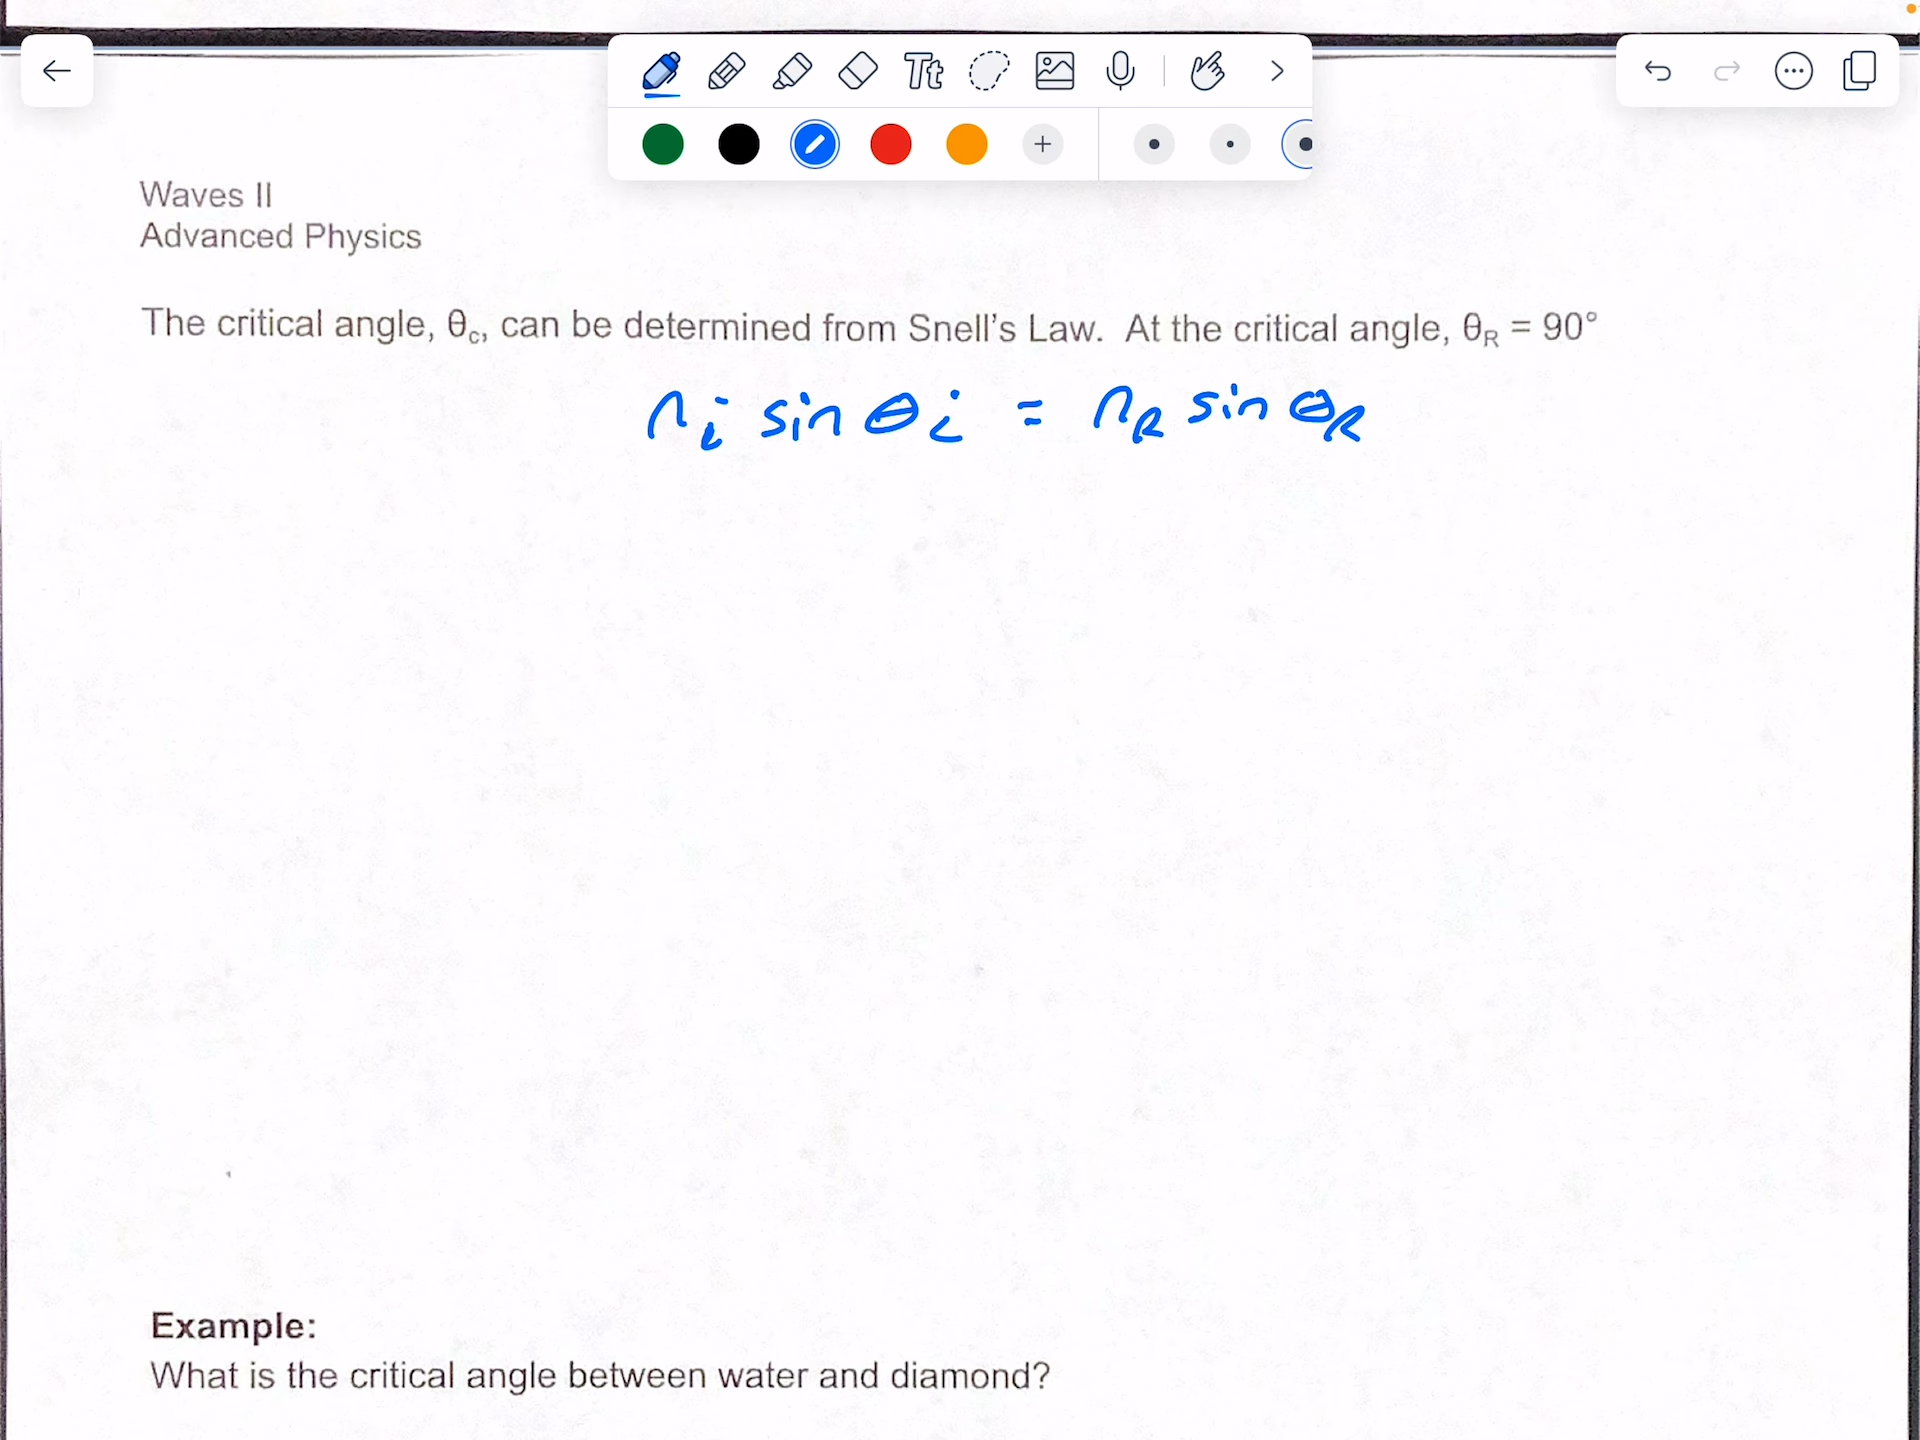 Tt
Waves II
Advanced Physics
The critical angle, θc, can be determined from Snell's Law. At the critical angle, θR = 90°
ni sin θi = nR sin θR
Example:
What is the critical angle between water and diamond?